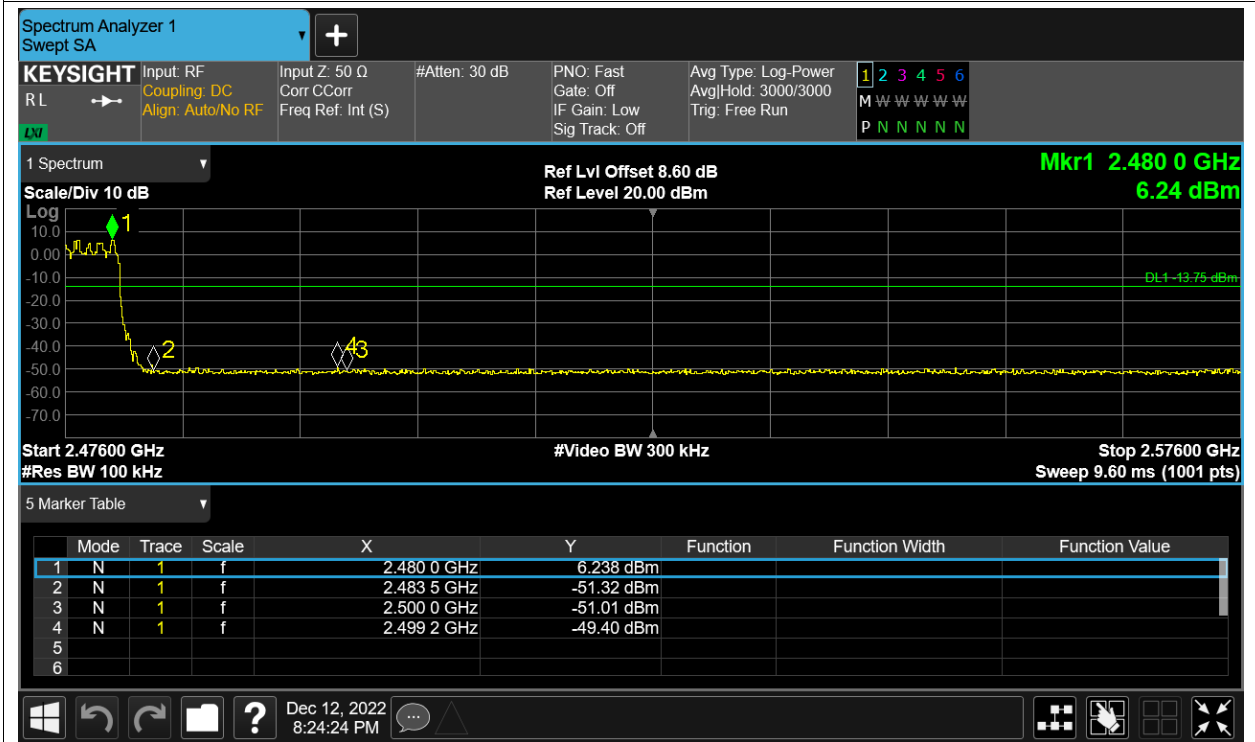 Spectrum Analyzer 1
Swept SA
+
KEYSIGHT Input: RF Input Z: 50 Ω #Atten: 30 dB PNO: Fast Avg Type: Log-Power 1 2 3 4 5 6
R L Coupling: DC Corr CCorr Gate: Off Avg|Hold: 3000/3000 M W W W W W
Align: Auto/No RF Freq Ref: Int (S) IF Gain: Low Trig: Free Run
LXI Sig Track: Off P N N N N N
1 Spectrum Ref Lvl Offset 8.60 dB Mkr1 2.480 0 GHz
Scale/Div 10 dB Ref Level 20.00 dBm 6.24 dBm
Log
1
10.0
0.00
-10.0
DL1 -13.75 dBm
-20.0
-30.0
-40.0
2 4 3
-50.0
-60.0
-70.0
Start 2.47600 GHz #Video BW 300 kHz Stop 2.57600 GHz
#Res BW 100 kHz Sweep 9.60 ms (1001 pts)
5 Marker Table
Mode Trace Scale X Y Function Function Width Function Value
1 N 1 f 2.480 0 GHz 6.238 dBm
2 N 1 f 2.483 5 GHz -51.32 dBm
3 N 1 f 2.500 0 GHz -51.01 dBm
4 N 1 f 2.499 2 GHz -49.40 dBm
5
6
? Dec 12, 2022
8:24:24 PM